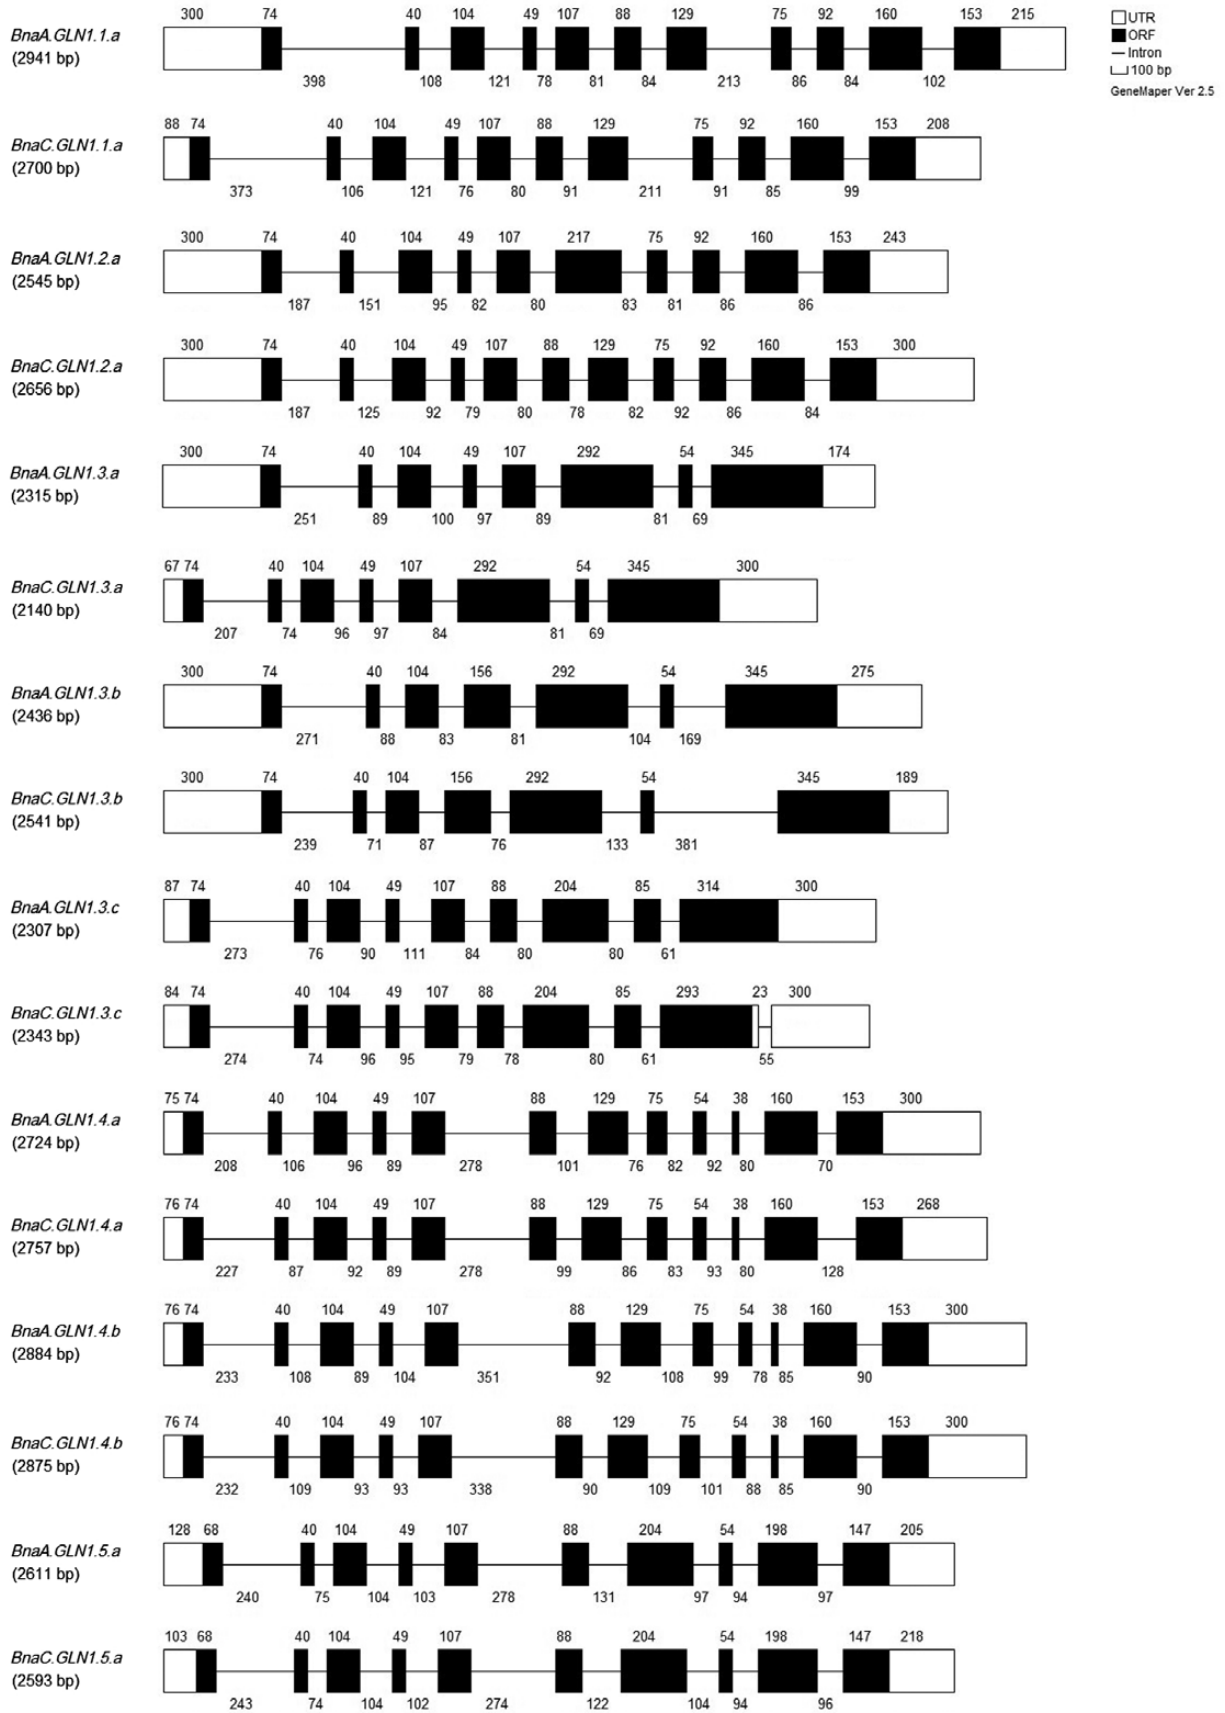 300 74 40 104 49 107 88 129 75 92 160 153 215
BnaA.GLN1.1.a
(2941 bp)
398 108 121 78 81 84 213 86 84 102
UTR
ORF
Intron
100 bp
GeneMaper Ver 2.5
88 74 40 104 49 107 88 129 75 92 160 153 208
BnaC.GLN1.1.a
(2700 bp)
373 106 121 76 80 91 211 91 85 99
300 74 40 104 49 107 217 75 92 160 153 243
BnaA.GLN1.2.a
(2545 bp)
187 151 95 82 80 83 81 86 86
300 74 40 104 49 107 88 129 75 92 160 153 300
BnaC.GLN1.2.a
(2656 bp)
187 125 92 79 80 78 82 92 86 84
300 74 40 104 49 107 292 54 345 174
BnaA.GLN1.3.a
(2315 bp)
251 89 100 97 89 81 69
67 74 40 104 49 107 292 54 345 300
BnaC.GLN1.3.a
(2140 bp)
207 74 96 97 84 81 69
300 74 40 104 156 292 54 345 275
BnaA.GLN1.3.b
(2436 bp)
271 88 83 81 104 169
300 74 40 104 156 292 54 345 189
BnaC.GLN1.3.b
(2541 bp)
239 71 87 76 133 381
87 74 40 104 49 107 88 204 85 314 300
BnaA.GLN1.3.c
(2307 bp)
273 76 90 111 84 80 80 61
84 74 40 104 49 107 88 204 85 293 23 300
BnaC.GLN1.3.c
(2343 bp)
274 74 96 95 79 78 80 61 55
75 74 40 104 49 107 88 129 75 54 38 160 153 300
BnaA.GLN1.4.a
(2724 bp)
208 106 96 89 278 101 76 82 92 80 70
76 74 40 104 49 107 88 129 75 54 38 160 153 268
BnaC.GLN1.4.a
(2757 bp)
227 87 92 89 278 99 86 83 93 80 128
76 74 40 104 49 107 88 129 75 54 38 160 153 300
BnaA.GLN1.4.b
(2884 bp)
233 108 89 104 351 92 108 99 78 85 90
76 74 40 104 49 107 88 129 75 54 38 160 153 300
BnaC.GLN1.4.b
(2875 bp)
232 109 93 93 338 90 109 101 88 85 90
128 68 40 104 49 107 88 204 54 198 147 205
BnaA.GLN1.5.a
(2611 bp)
240 75 104 103 278 131 97 94 97
103 68 40 104 49 107 88 204 54 198 147 218
BnaC.GLN1.5.a
(2593 bp)
243 74 104 102 274 122 104 94 96